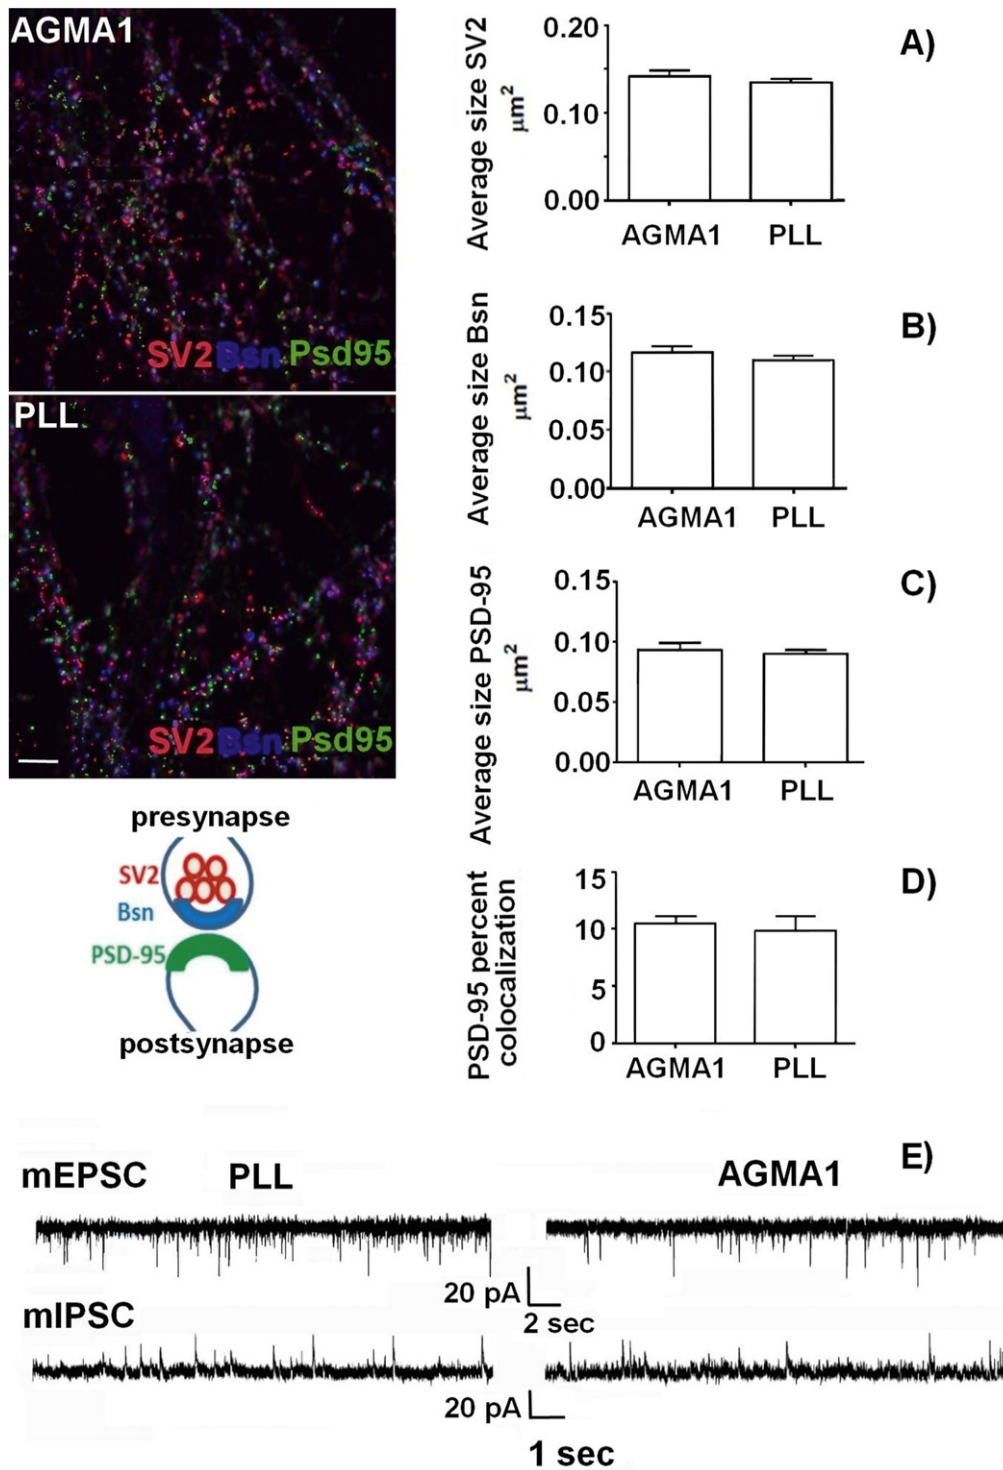 AGMA1
SV2 Bsn Psd95
PLL
SV2 Bsn Psd95
presynapse
SV2
Bsn
PSD-95
postsynapse
A)
Average size SV2
µm²
0.20
0.10
0.00
AGMA1 PLL
B)
Average size Bsn
µm²
0.15
0.10
0.05
0.00
AGMA1 PLL
C)
Average size PSD-95
µm²
0.15
0.10
0.05
0.00
AGMA1 PLL
D)
PSD-95 percent
colocalization
15
10
5
0
AGMA1 PLL
E)
mEPSC PLL AGMA1
20 pA
2 sec
mIPSC
20 pA
1 sec